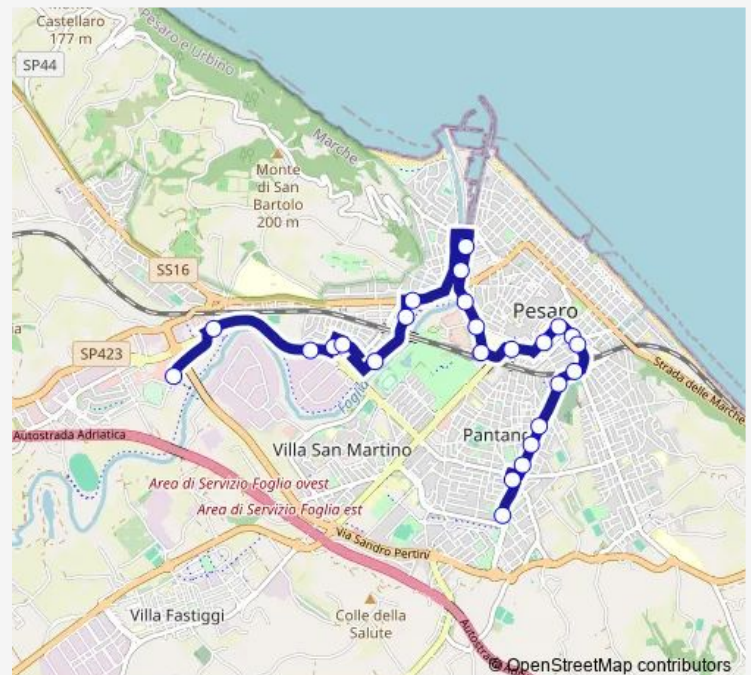 Castellaro
177 m
SP44
Pesaro e Urbino
Marche
Monte
di San
Bartolo
200 m
SS16
Pesaro
SP423
Strada delle Marche
Foglia
Autostrada Adriatica
Villa San Martino
Area di Servizio Foglia ovest
Area di Servizio Foglia est
Via Sandro Pertini
Villa Fastiggi
Colle della
Salute
© OpenStreetMap contributors